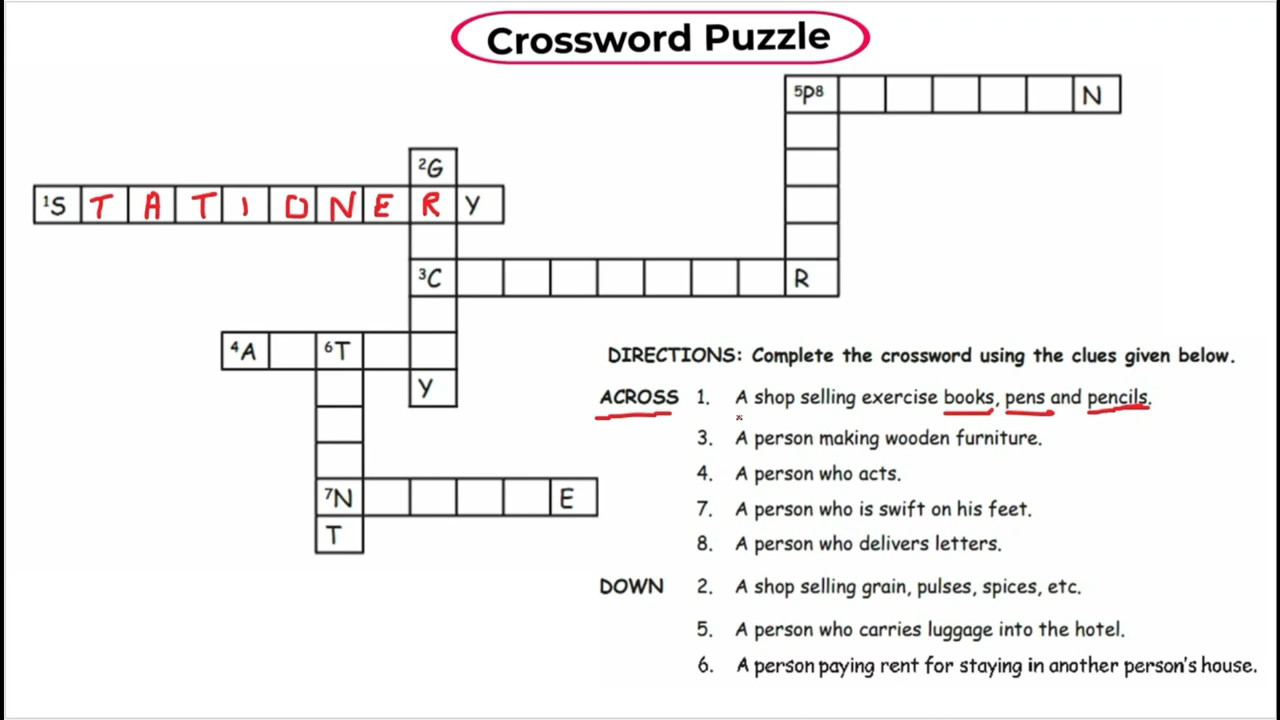 Crossword Puzzle
5P8 N
2G
1S T A T I O N E R Y
3C R
4A 6T
Y
7N E
T
DIRECTIONS: Complete the crossword using the clues given below.
ACROSS 1. A shop selling exercise books, pens and pencils.
3. A person making wooden furniture.
4. A person who acts.
7. A person who is swift on his feet.
8. A person who delivers letters.
DOWN 2. A shop selling grain, pulses, spices, etc.
5. A person who carries luggage into the hotel.
6. A person paying rent for staying in another person's house.